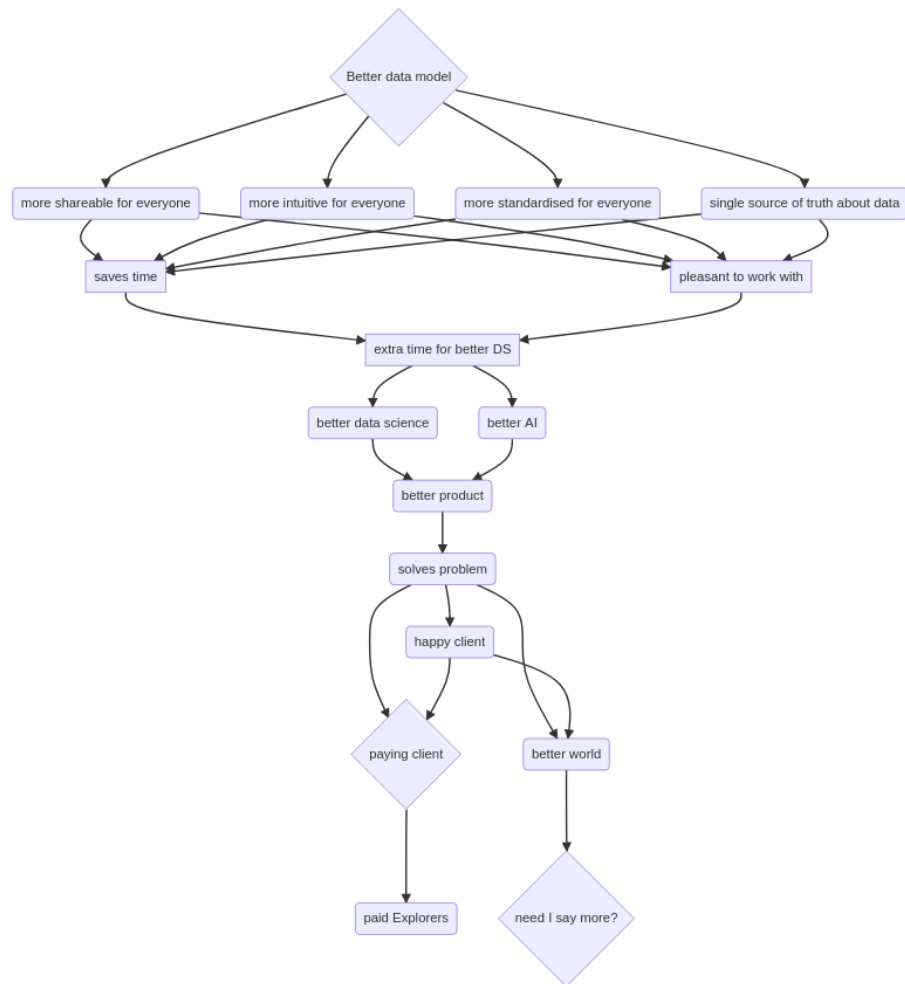 Better data model
more shareable for everyone
more intuitive for everyone
more standardised for everyone
single source of truth about data
saves time
pleasant to work with
extra time for better DS
better data science
better AI
better product
solves problem
happy client
paying client
better world
paid Explorers
need I say more?